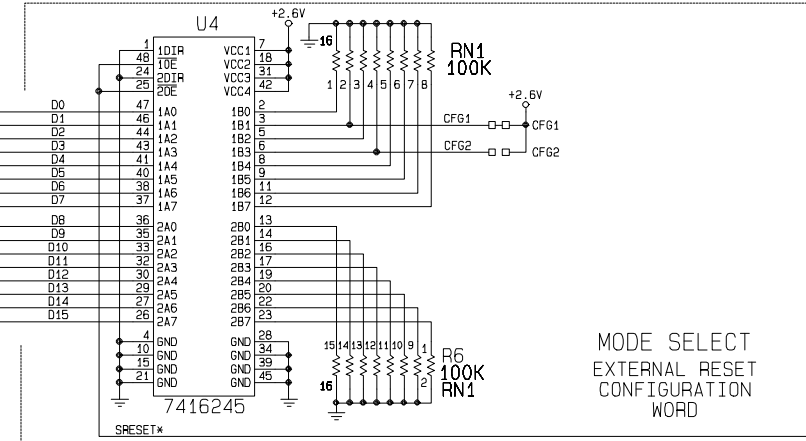 U4
+2.6V
16
RN1
100K
1 2 3 4 5 6 7 8
1 1DIR VCC1 7
48 1OE VCC2 18
24 2DIR VCC3 31
25 2OE VCC4 42
+2.6V
D0 47 1A0 1B0 2
D1 46 1A1 1B1 3 CFG1 CFG1
D2 44 1A2 1B2 5
D3 43 1A3 1B3 6 CFG2 CFG2
D4 41 1A4 1B4 8
D5 40 1A5 1B5 9
D6 38 1A6 1B6 11
D7 37 1A7 1B7 12
D8 36 2A0 2B0 13
D9 35 2A1 2B1 14
D10 33 2A2 2B2 16
D11 32 2A3 2B3 17
D12 30 2A4 2B4 19
D13 29 2A5 2B5 20
D14 27 2A6 2B6 22
D15 26 2A7 2B7 23
4 GND GND 28
10 GND GND 34
15 GND GND 39
21 GND GND 45
7416245
15 14 13 12 11 10 9 1
16 2
R6
100K
RN1
SRESET*
MODE SELECT
EXTERNAL RESET
CONFIGURATION
WORD